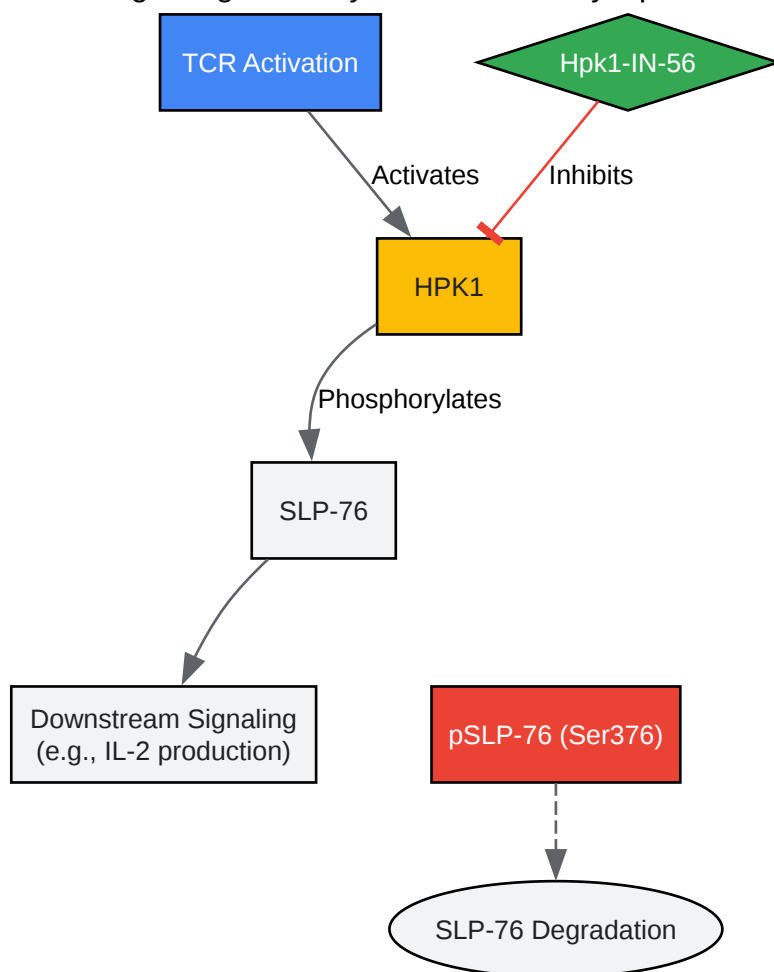 TCR Activation
Hpk1-IN-56
Activates
Inhibits
HPK1
Phosphorylates
SLP-76
Downstream Signaling
(e.g., IL-2 production)
pSLP-76 (Ser376)
SLP-76 Degradation